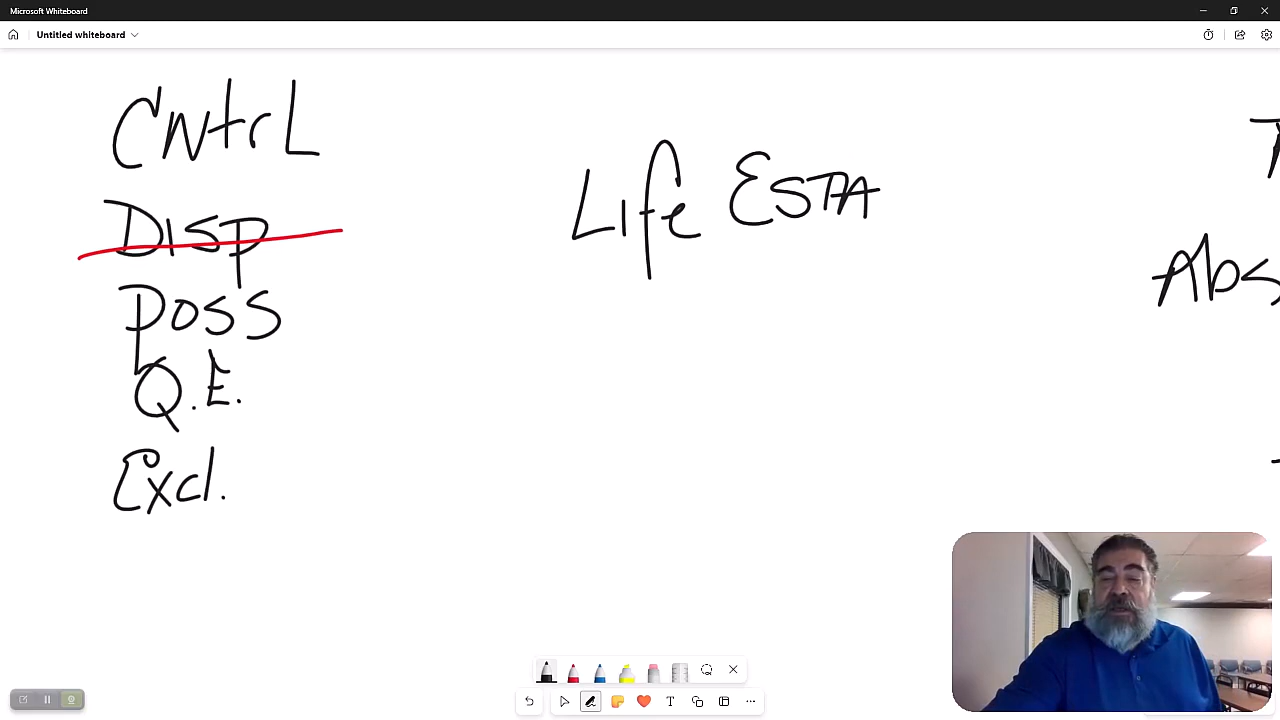 Microsoft Whiteboard
Untitled whiteboard
CNtrL
DISP
Poss
Q.E.
Excl.
Life ESTA
Abs
T